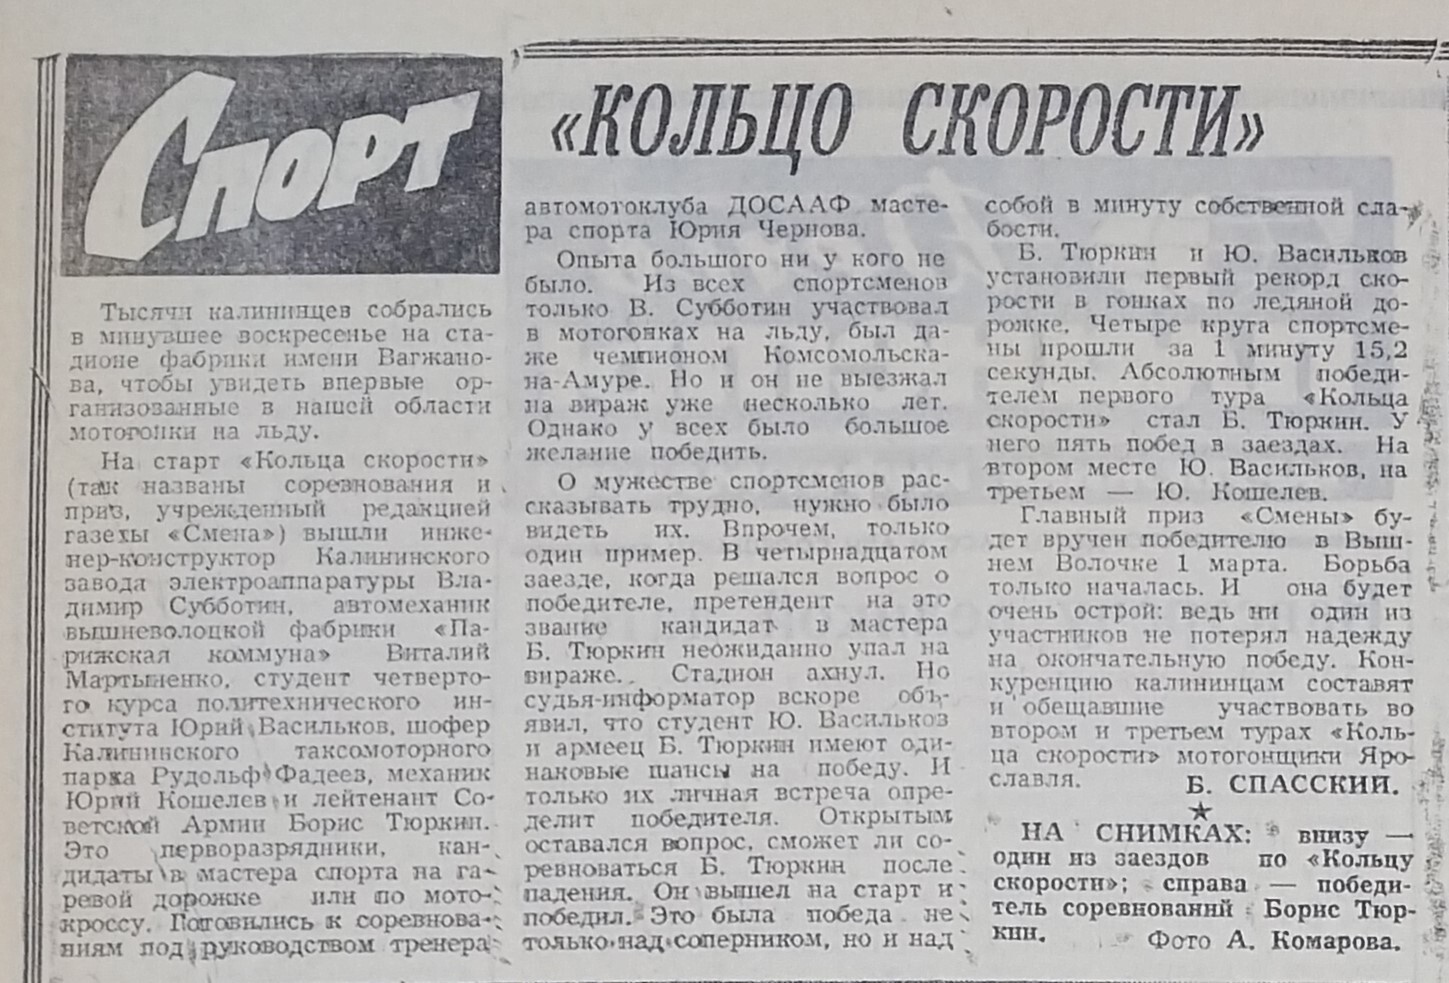 Спорт
«КОЛЬЦО СКОРОСТИ»
Тысячи калининцев собрались
в минувшее воскресенье на ста-
дионе фабрики имени Вагжано-
ва, чтобы увидеть впервые ор-
ганизованные в нашей области
мотогонки на льду.
На старт «Кольца скорости»
(так названы соревнования и
приз, учрежденный редакцией
газеты «Смена») вышли инже-
нер-конструктор Калининского
завода электроаппаратуры Вла-
димир Субботин, автомеханик
вышневолоцкой фабрики «Па-
рижская коммуна» Виталий
Мартыненко, студент четверто-
го курса политехнического ин-
ститута Юрий Васильков, шофер
Калининского таксомоторного
парка Рудольф Фадеев, механик
Юрий Кошелев и лейтенант Со-
ветской Армии Борис Тюркин.
Это перворазрядники, кан-
дидаты в мастера спорта на га-
ревой дорожке или по мото-
кроссу. Готовились к соревнова-
ниям под руководством тренера
автомотоклуба ДОСААФ масте-
ра спорта Юрия Чернова.
Опыта большого ни у кого не
было. Из всех спортсменов
только В. Субботин участвовал
в мотогонках на льду, был да-
же чемпионом Комсомольска-
на-Амуре. Но и он не выезжал
на вираж уже несколько лет.
Однако у всех было большое
желание победить.
О мужестве спортсменов рас-
сказывать трудно, нужно было
видеть их. Впрочем, только
один пример. В четырнадцатом
заезде, когда решался вопрос о
победителе, претендент на это
звание кандидат в мастера
Б. Тюркин неожиданно упал на
вираже. Стадион ахнул. Но
судья-информатор вскоре объ-
явил, что студент Ю. Васильков
и армеец Б. Тюркин имеют оди-
наковые шансы на победу. И
только их личная встреча опре-
делит победителя. Открытым
оставался вопрос, сможет ли со-
ревноваться Б. Тюркин после
падения. Он вышел на старт и
победил. Это была победа не
только над соперником, но и над
собой в минуту собственной сла-
бости.
Б. Тюркин и Ю. Васильков
установили первый рекорд ско-
рости в гонках по ледяной до-
рожке. Четыре круга спортсме-
ны прошли за 1 минуту 15,2
секунды. Абсолютным победи-
телем первого тура «Кольца
скорости» стал Б. Тюркин. У
него пять побед в заездах. На
втором месте Ю. Васильков, на
третьем — Ю. Кошелев.
Главный приз «Смены» бу-
дет вручен победителю в Выш-
нем Волочке 1 марта. Борьба
только началась. И она будет
очень острой: ведь ни один из
участников не потерял надежду
на окончательную победу. Кон-
куренцию калининцам составят
и обещавшие участвовать во
втором и третьем турах «Коль-
ца скорости» мотогонщики Яро-
славля.
Б. СПАССКИЙ.
НА СНИМКАХ: внизу —
один из заездов по «Кольцу
скорости»; справа — победи-
тель соревнований Борис Тюр-
кин.
Фото А. Комарова.